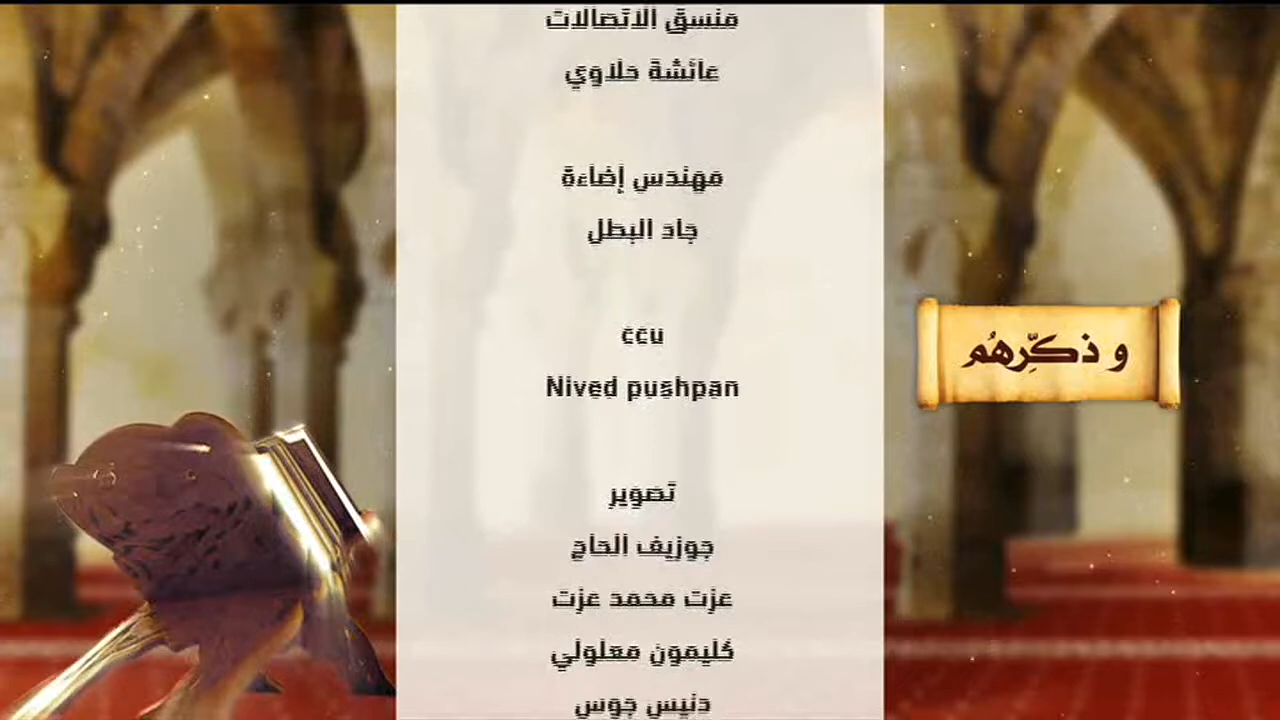 منسق الاتصالات
عائشة حلاوي
مهندس إضاءة
جاد البطل
ccu
Nived pushpan
و ذكِّرهُم
تصوير
جوزيف الحاج
عزت محمد عزت
كليمون معلولي
دنيس جوس